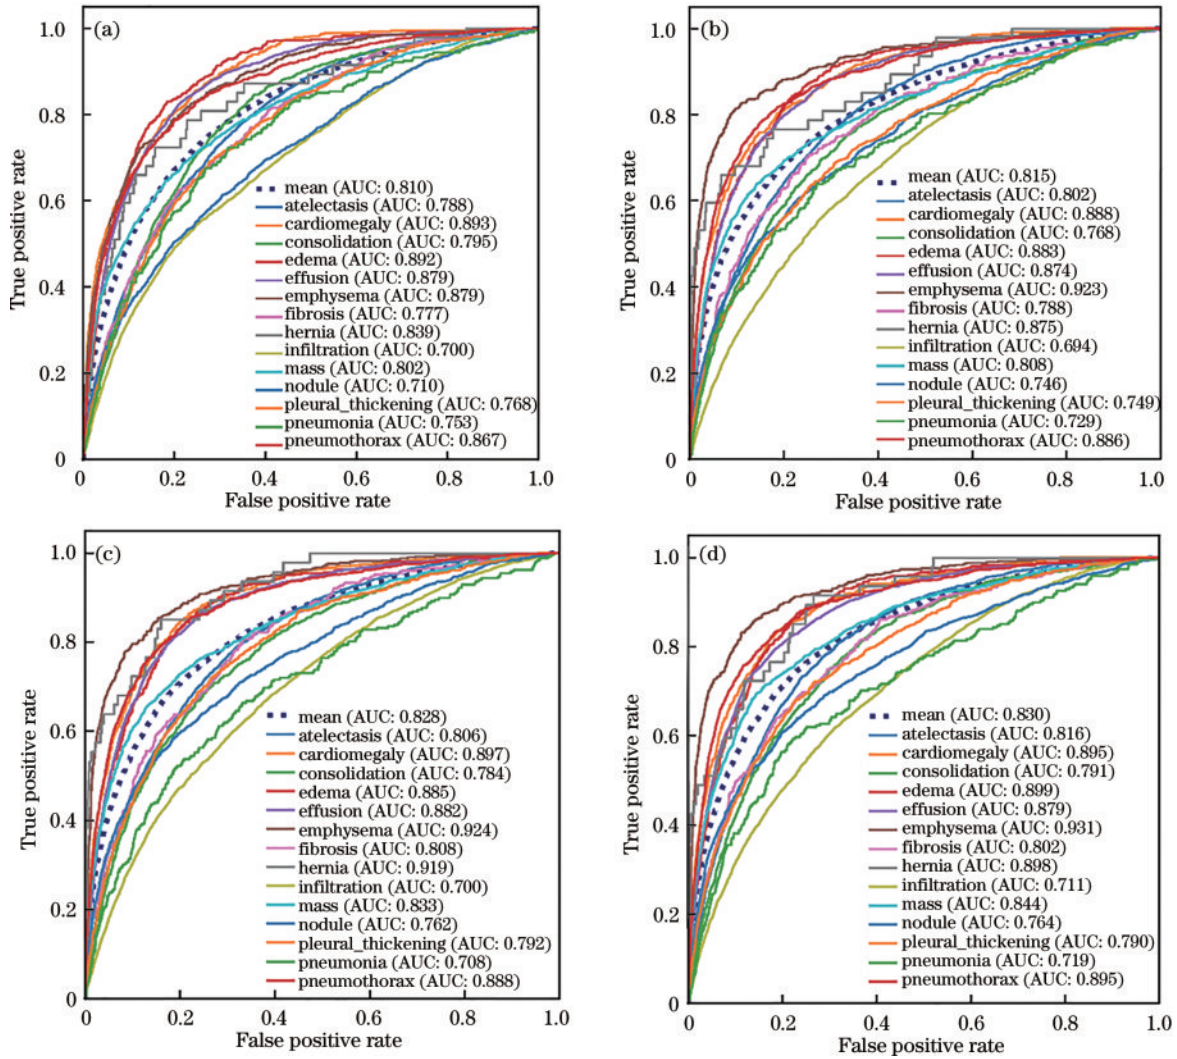 (a)
1.0
0.8
0.6
0.4
0.2
0
True positive rate
mean (AUC: 0.810)
atelectasis (AUC: 0.788)
cardiomegaly (AUC: 0.893)
consolidation (AUC: 0.795)
edema (AUC: 0.892)
effusion (AUC: 0.879)
emphysema (AUC: 0.879)
fibrosis (AUC: 0.777)
hernia (AUC: 0.839)
infiltration (AUC: 0.700)
mass (AUC: 0.802)
nodule (AUC: 0.710)
pleural_thickening (AUC: 0.768)
pneumonia (AUC: 0.753)
pneumothorax (AUC: 0.867)
0 0.2 0.4 0.6 0.8 1.0
False positive rate
(b)
1.0
0.8
0.6
0.4
0.2
0
True positive rate
mean (AUC: 0.815)
atelectasis (AUC: 0.802)
cardiomegaly (AUC: 0.888)
consolidation (AUC: 0.768)
edema (AUC: 0.883)
effusion (AUC: 0.874)
emphysema (AUC: 0.923)
fibrosis (AUC: 0.788)
hernia (AUC: 0.875)
infiltration (AUC: 0.694)
mass (AUC: 0.808)
nodule (AUC: 0.746)
pleural_thickening (AUC: 0.749)
pneumonia (AUC: 0.729)
pneumothorax (AUC: 0.886)
0 0.2 0.4 0.6 0.8 1.0
False positive rate
(c)
1.0
0.8
0.6
0.4
0.2
0
True positive rate
mean (AUC: 0.828)
atelectasis (AUC: 0.806)
cardiomegaly (AUC: 0.897)
consolidation (AUC: 0.784)
edema (AUC: 0.885)
effusion (AUC: 0.882)
emphysema (AUC: 0.924)
fibrosis (AUC: 0.808)
hernia (AUC: 0.919)
infiltration (AUC: 0.700)
mass (AUC: 0.833)
nodule (AUC: 0.762)
pleural_thickening (AUC: 0.792)
pneumonia (AUC: 0.708)
pneumothorax (AUC: 0.888)
0 0.2 0.4 0.6 0.8 1.0
False positive rate
(d)
1.0
0.8
0.6
0.4
0.2
0
True positive rate
mean (AUC: 0.830)
atelectasis (AUC: 0.816)
cardiomegaly (AUC: 0.895)
consolidation (AUC: 0.791)
edema (AUC: 0.899)
effusion (AUC: 0.879)
emphysema (AUC: 0.931)
fibrosis (AUC: 0.802)
hernia (AUC: 0.898)
infiltration (AUC: 0.711)
mass (AUC: 0.844)
nodule (AUC: 0.764)
pleural_thickening (AUC: 0.790)
pneumonia (AUC: 0.719)
pneumothorax (AUC: 0.895)
0 0.2 0.4 0.6 0.8 1.0
False positive rate